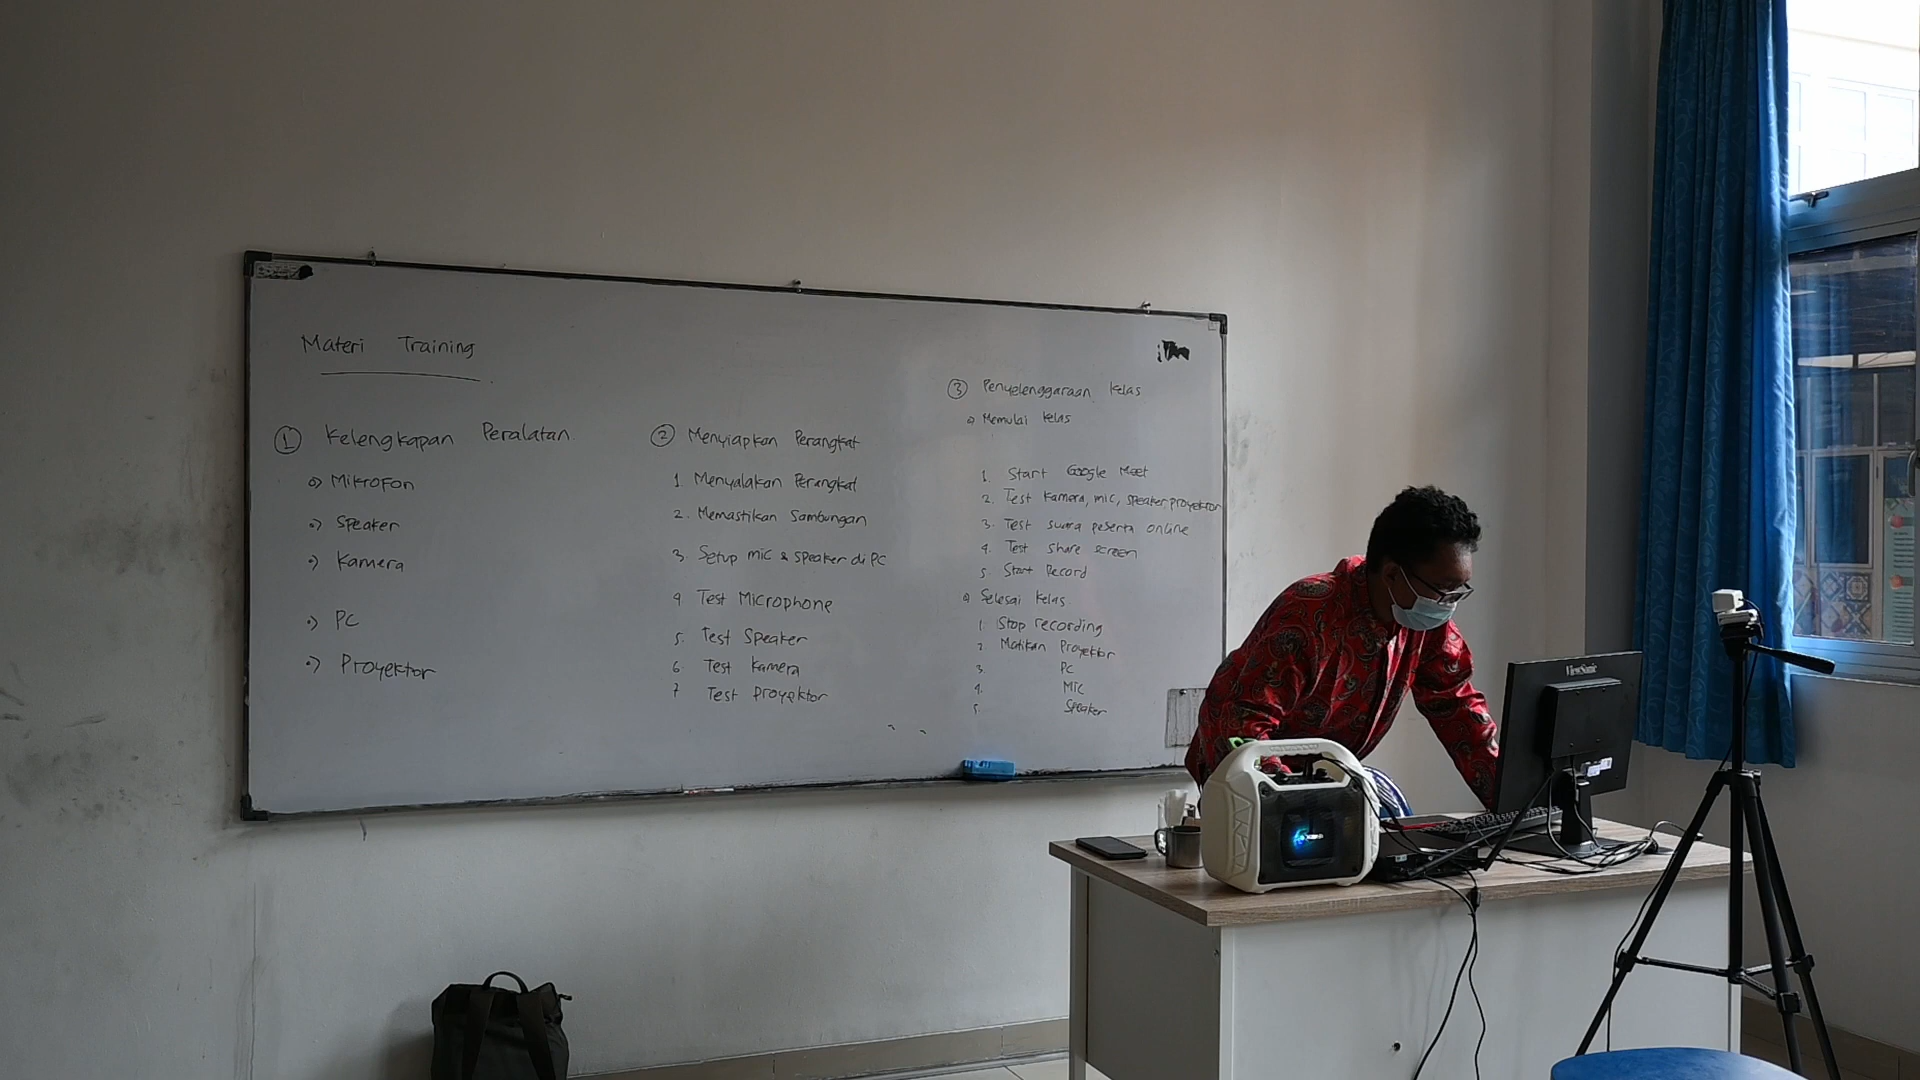 Materi Training
① Kelengkapan Peralatan
Mikrofon
Speaker
Kamera
PC
Proyektor
② Menyiapkan Perangkat
1. Menyalakan Perangkat
2. Memastikan Sambungan
3. Setup mic & speaker di PC
4 Test Microphone
5. Test Speaker
6 Test Kamera
7 Test Proyektor
③ Penyelenggaraan Kelas
Memulai Kelas
1. Start Google Meet
2. Test Kamera, mic, speaker, proyektor
3. Test suara peserta online
4. Test share screen
5. Start Record
Selesai Kelas
1. Stop recording
2 Matikan Proyektor
3. PC
4. Mic
5. Speaker
ViewSonic